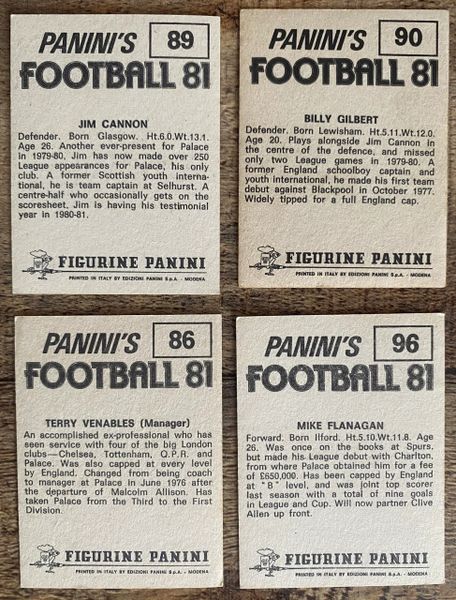 PANINI'S 89
FOOTBALL 81
JIM CANNON
Defender. Born Glasgow. Ht.6.0.Wt.13.1.
Age 26. Another ever-present for Palace
in 1979-80, Jim has now made over 250
League appearances for Palace, his only
club. A former Scottish youth interna-
tional, he is team captain at Selhurst. A
centre-half who occasionally gets on the
scoresheet, Jim is having his testimonial
year in 1980-81.
FIGURINE PANINI
PRINTED IN ITALY BY EDIZIONI PANINI S.p.A. - MODENA
PANINI'S 90
FOOTBALL 81
BILLY GILBERT
Defender. Born Lewisham. Ht.5.11.Wt.12.0.
Age 20. Plays alongside Jim Cannon in
the centre of the defence, and missed
only two League games in 1979-80. A
former England schoolboy captain and
youth international, he made his first team
debut against Blackpool in October 1977.
Widely tipped for a full England cap.
FIGURINE PANINI
PRINTED IN ITALY BY EDIZIONI PANINI S.p.A. - MODENA
PANINI'S 86
FOOTBALL 81
TERRY VENABLES (Manager)
An accomplished ex-professional who has
seen service with four of the big London
clubs—Chelsea, Tottenham, Q.P.R. and
Palace. Was also capped at every level
by England. Changed from being coach
to manager at Palace in June 1976 after
the departure of Malcolm Allison. Has
taken Palace from the Third to the First
Division.
FIGURINE PANINI
PRINTED IN ITALY BY EDIZIONI PANINI S.p.A. - MODENA
PANINI'S 96
FOOTBALL 81
MIKE FLANAGAN
Forward. Born Ilford. Ht.5.10.Wt.11.8. Age
26. Was once on the books at Spurs,
but made his League debut with Charlton,
from where Palace obtained him for a fee
of £650,000. Has been capped by England
at "B" level, and was joint top scorer
last season with a total of nine goals
in League and Cup. Will now partner Clive
Allen up front.
FIGURINE PANINI
PRINTED IN ITALY BY EDIZIONI PANINI S.p.A. - MODENA